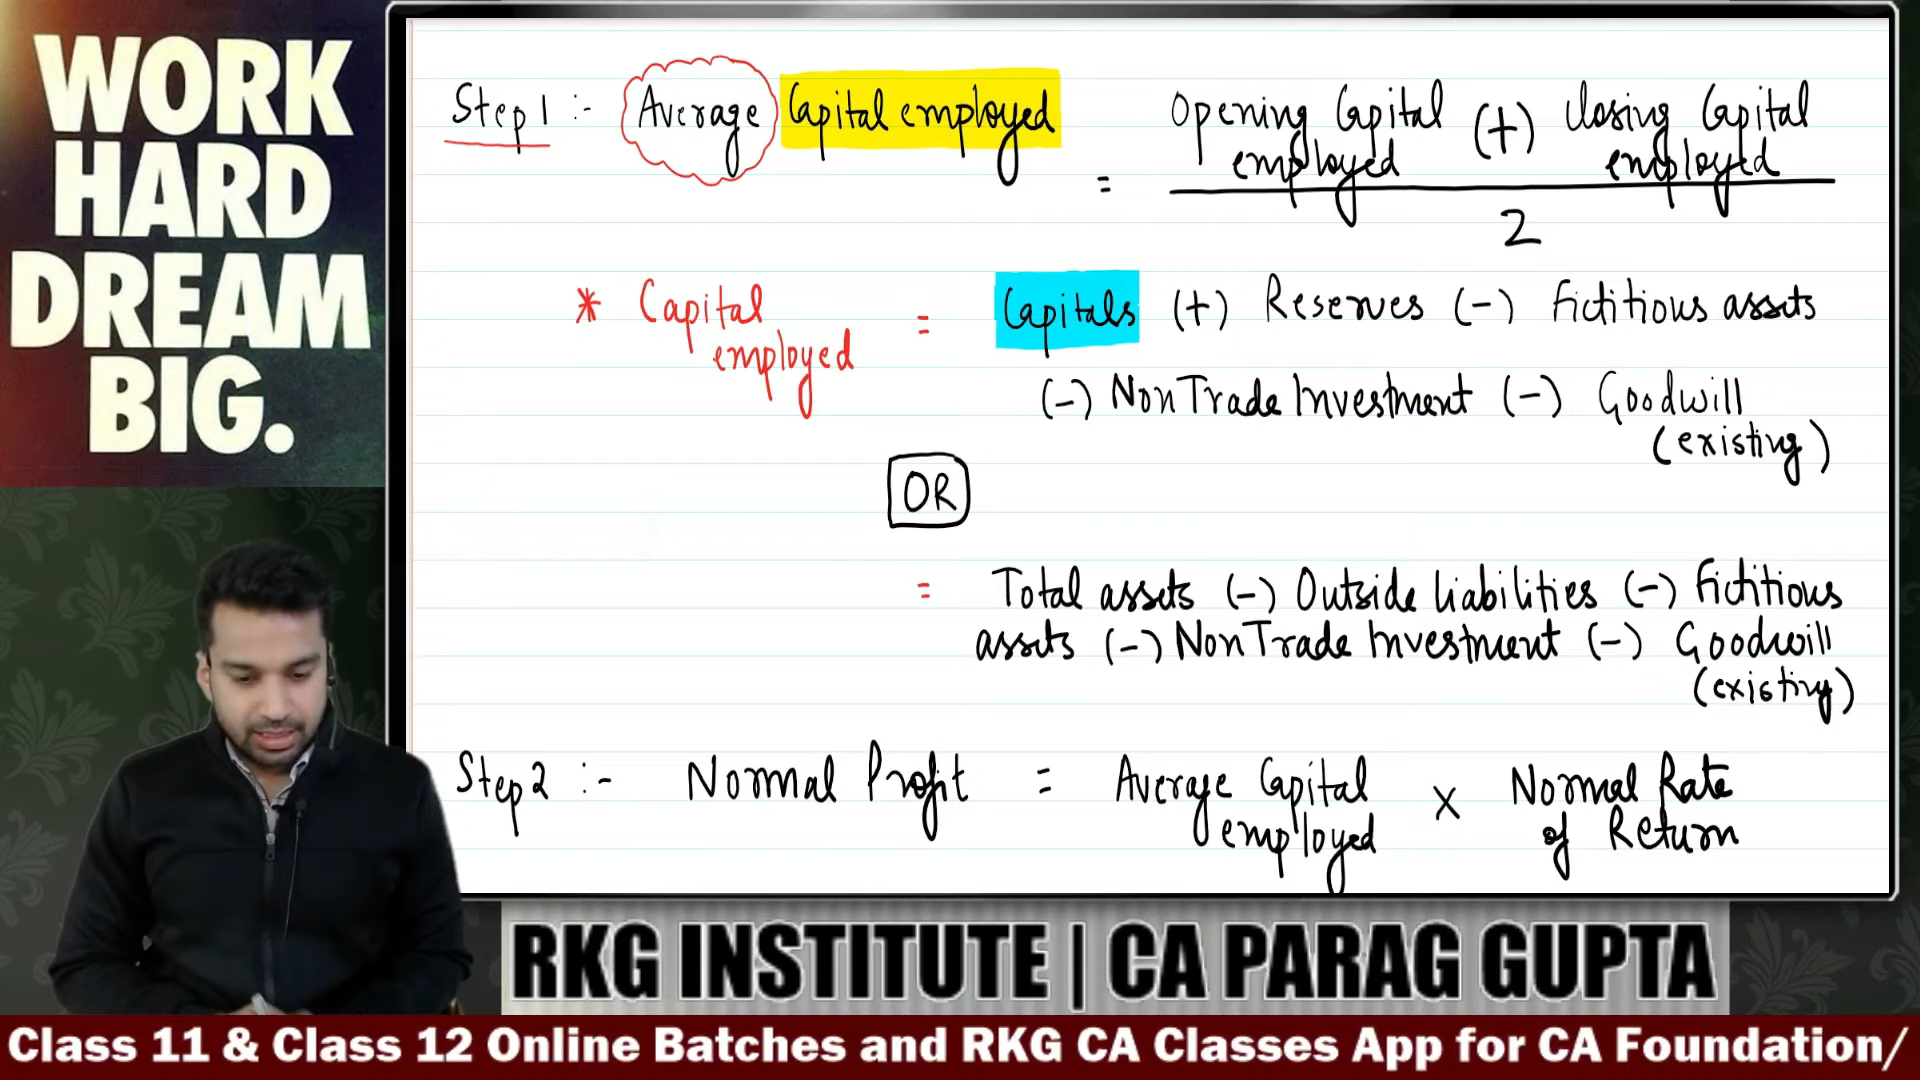 WORK
HARD
DREAM
BIG.
Step 1 :- Average Capital employed = Opening Capital employed (+) Closing Capital employed
2
* Capital employed = Capitals (+) Reserves (-) Fictitious assets
(-) Non Trade Investment (-) Goodwill
(existing)
OR
= Total assets (-) Outside liabilities (-) Fictitious
assets (-) Non Trade Investment (-) Goodwill
(existing)
Step 2 :- Normal Profit = Average Capital employed X Normal Rate of Return
RKG INSTITUTE | CA PARAG GUPTA
Class 11 & Class 12 Online Batches and RKG CA Classes App for CA Foundation/